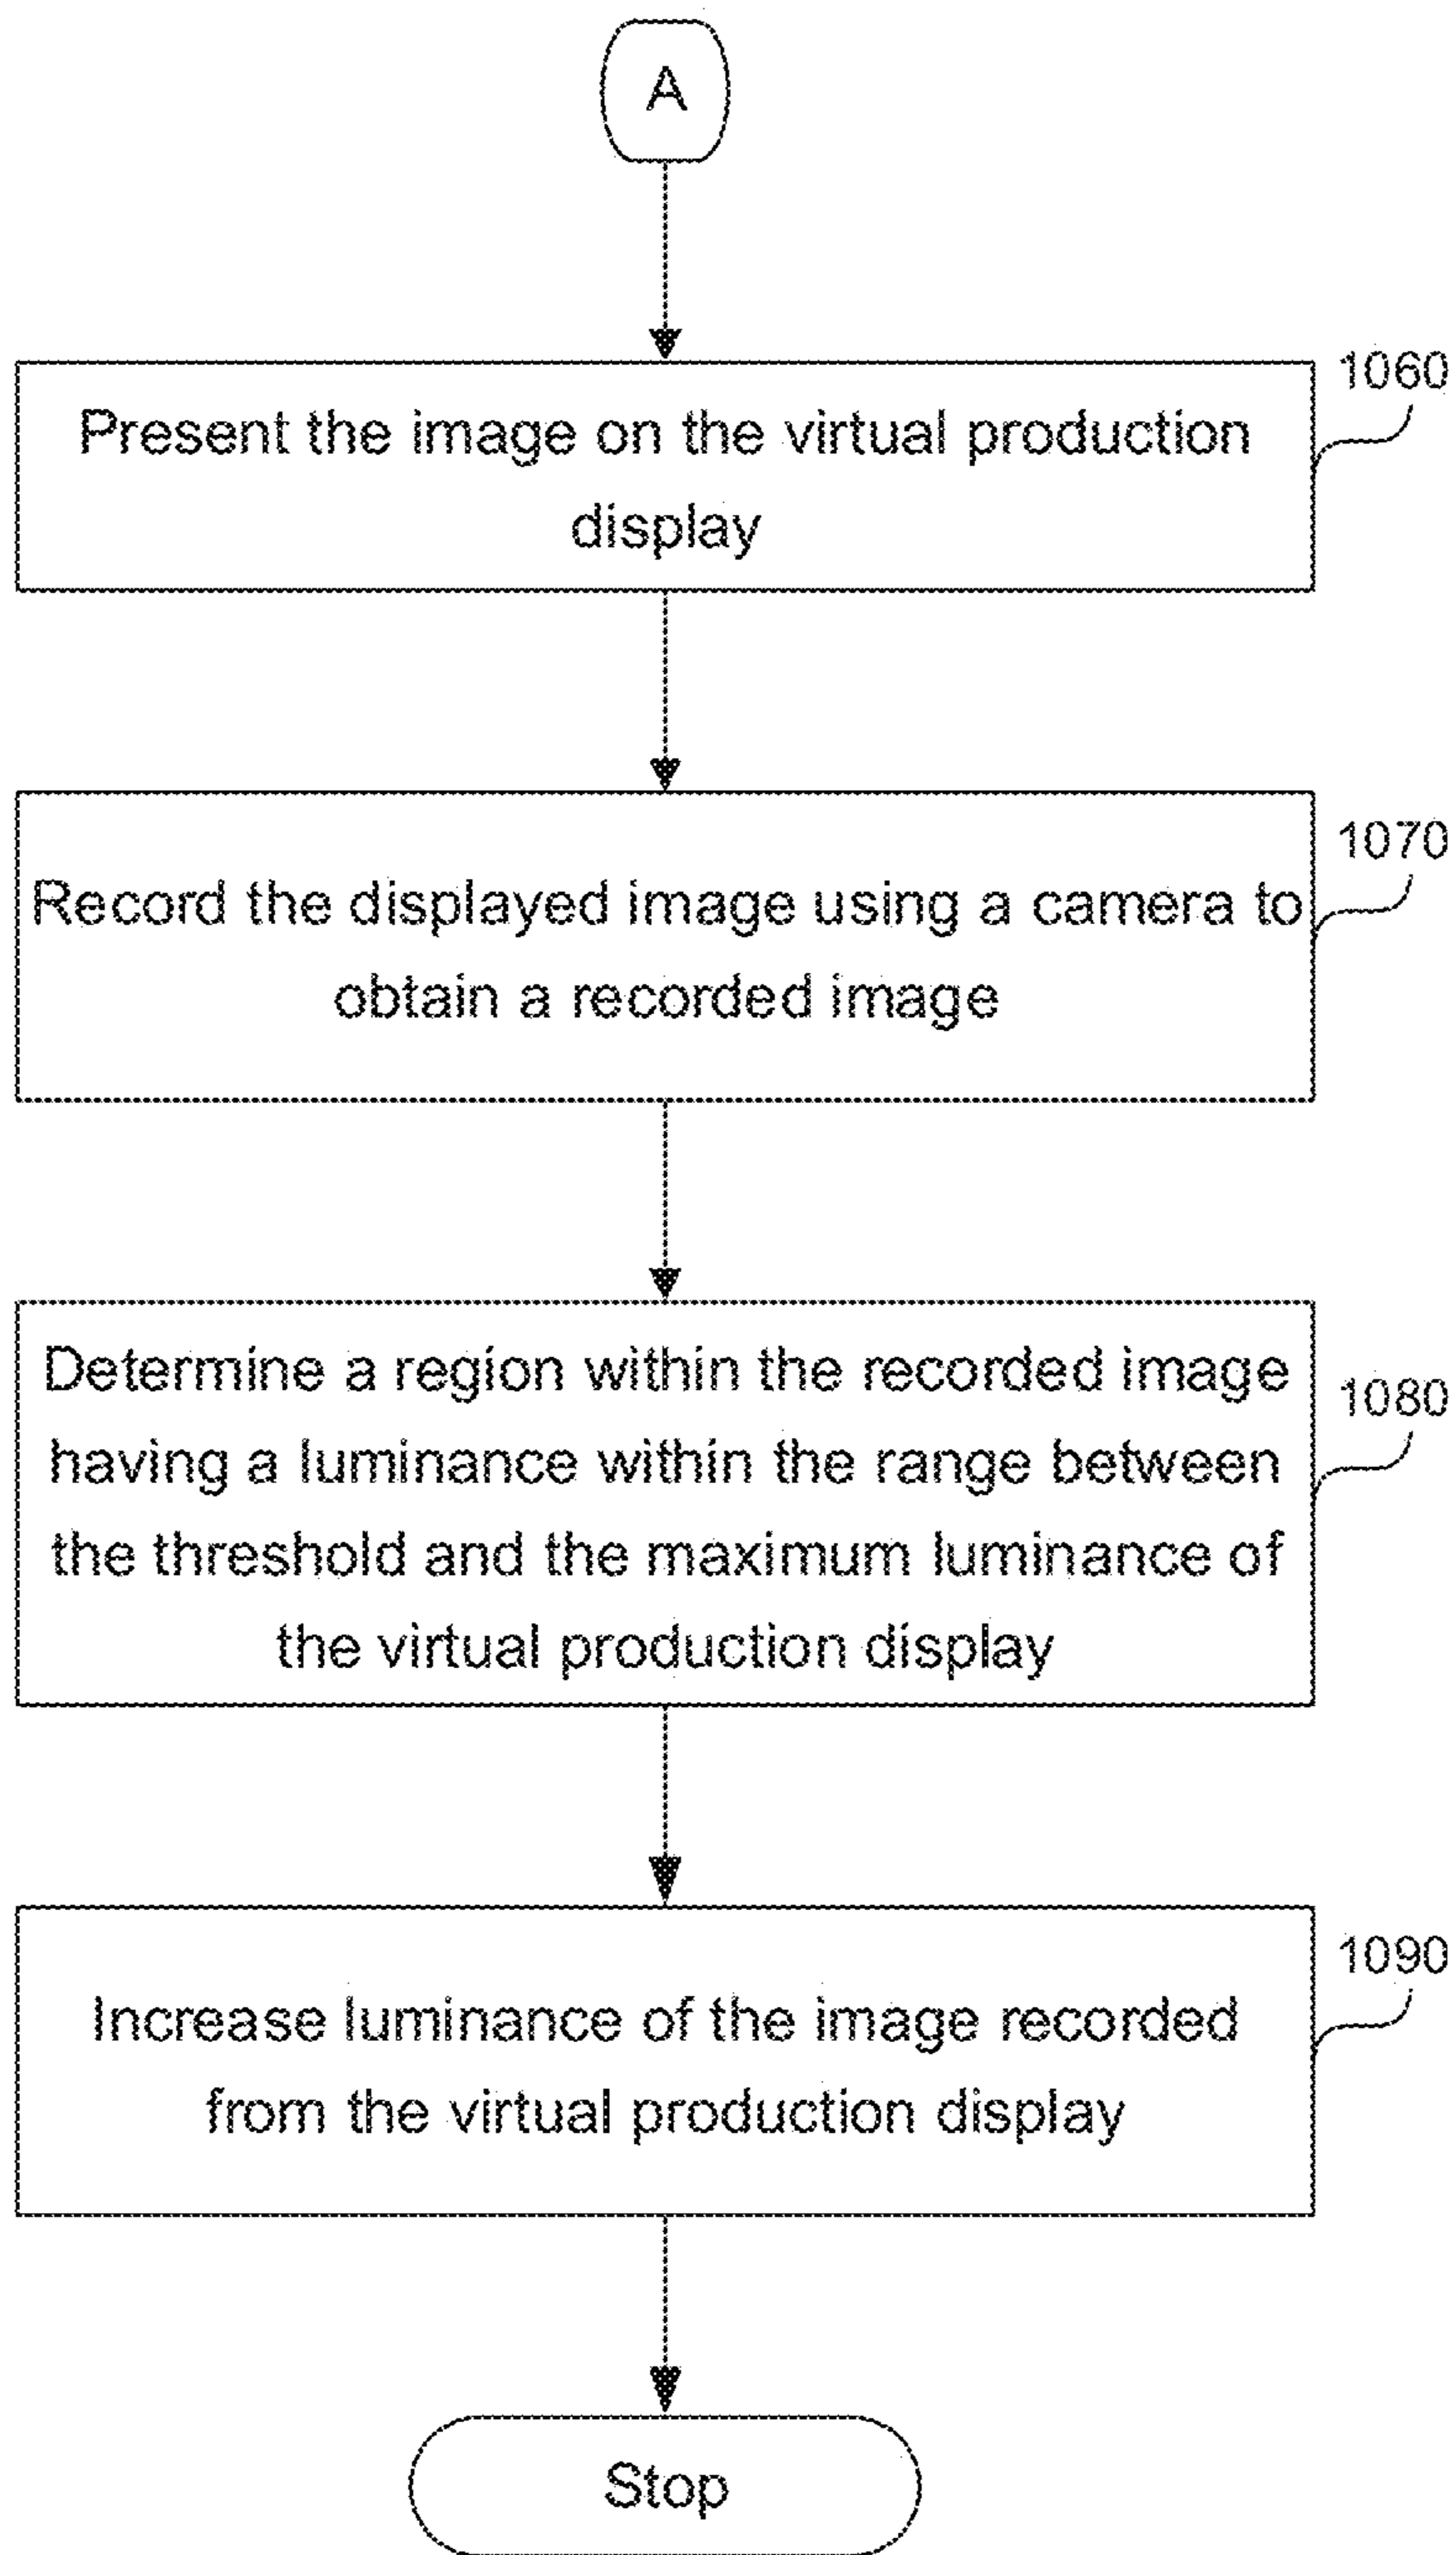 A
1060
Present the image on the virtual production
display
1070
Record the displayed image using a camera to
obtain a recorded image
Determine a region within the recorded image
1080
having a luminance within the range between
the threshold and the maximum luminance of
the virtual production display
1090
Increase luminance of the image recorded
from the virtual production display
Stop